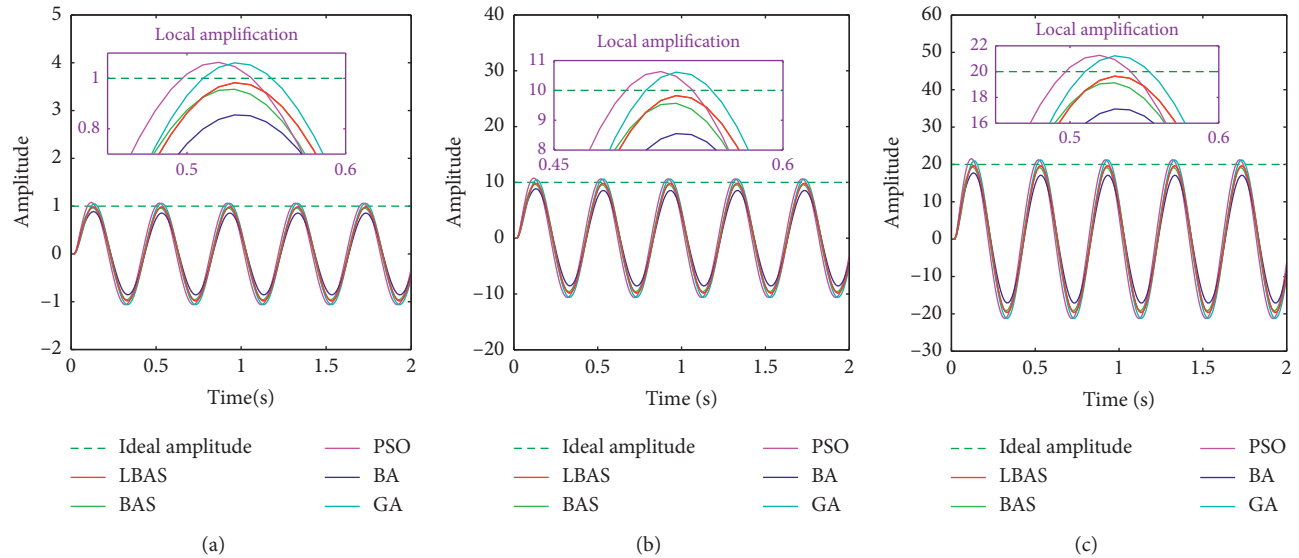 5
4
3
2
1
0
−1
−2
Amplitude
Local amplification
1
0.8
0.5
0.6
0
0.5
1
1.5
2
Time(s)
Ideal amplitude
LBAS
BAS
PSO
BA
GA
(a)
40
30
20
10
0
−10
−20
Amplitude
Local amplification
11
10
9
8
0.45
0.6
0
0.5
1
1.5
2
Time (s)
Ideal amplitude
LBAS
BAS
PSO
BA
GA
(b)
60
50
40
30
20
10
0
−10
−20
−30
Amplitude
Local amplification
22
21
20
19
18
17
16
0.5
0.6
0
0.5
1
1.5
2
Time (s)
Ideal amplitude
LBAS
BAS
PSO
BA
GA
(c)